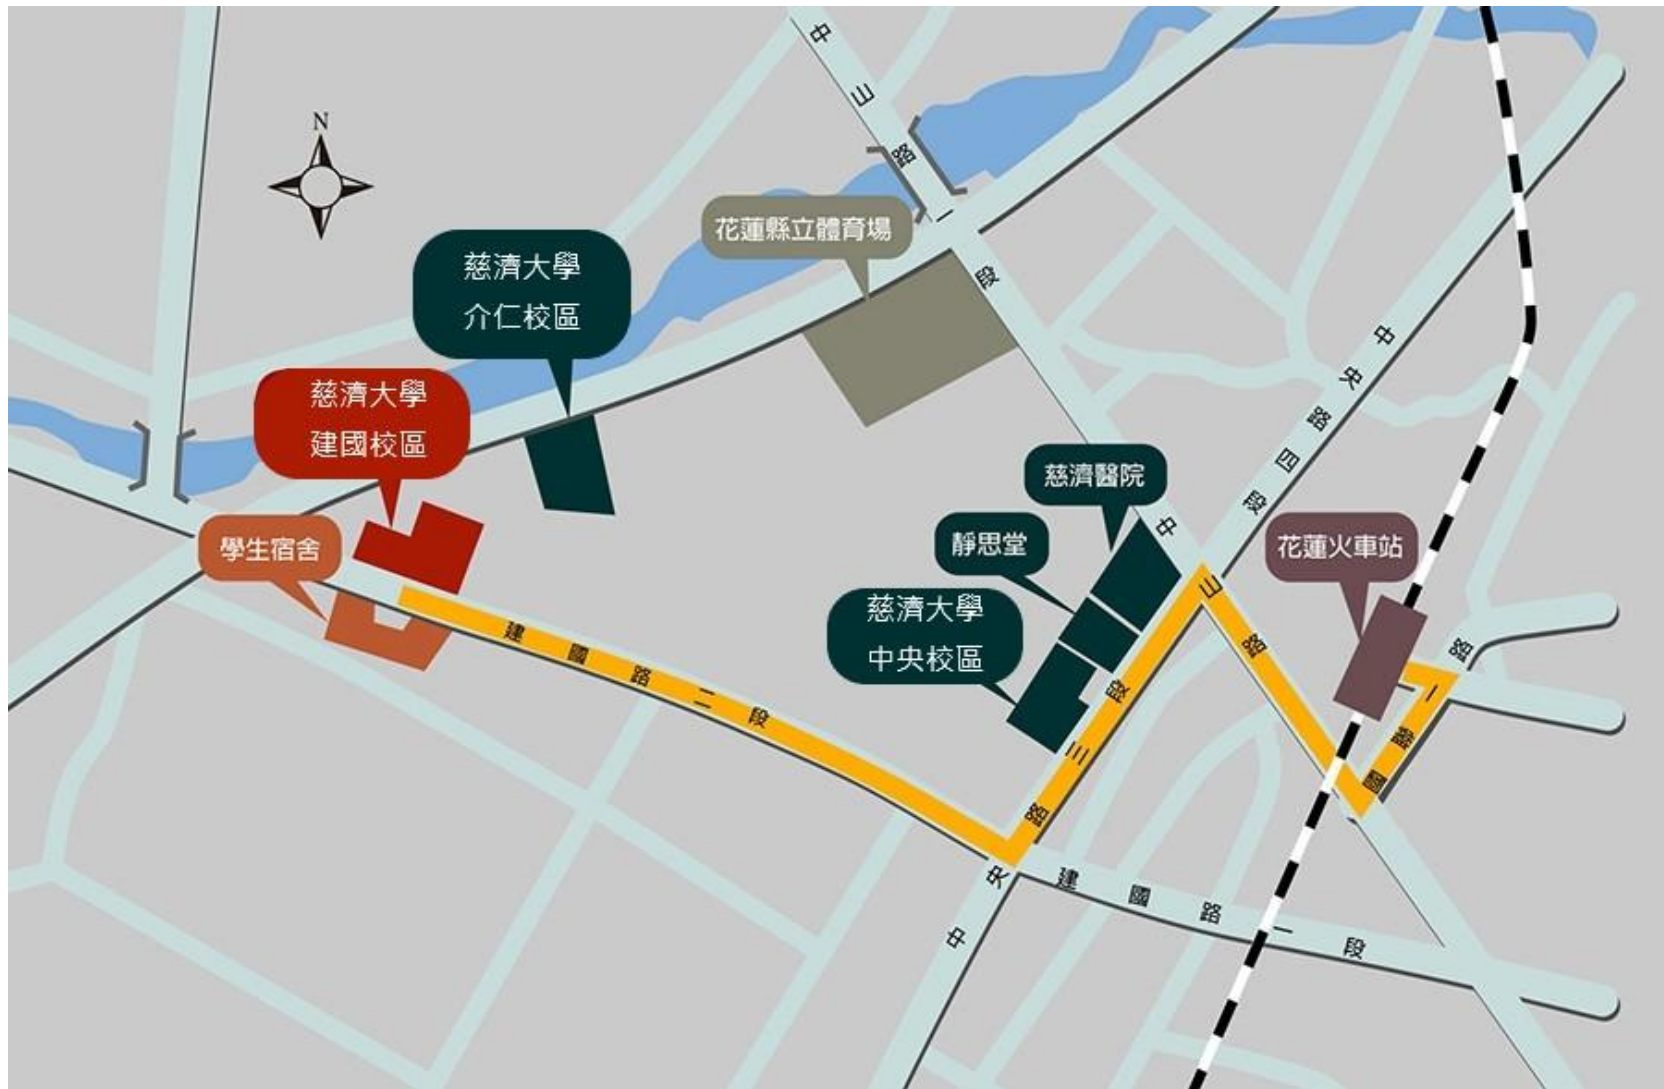 N
中山路一段
花蓮縣立體育場
慈濟大學
介仁校區
慈濟大學
建國校區
學生宿舍
中央路四段
慈濟醫院
靜思堂
慈濟大學
中央校區
花蓮火車站
中山路
國聯一路
建國路二段
中央路三段
建國路一段